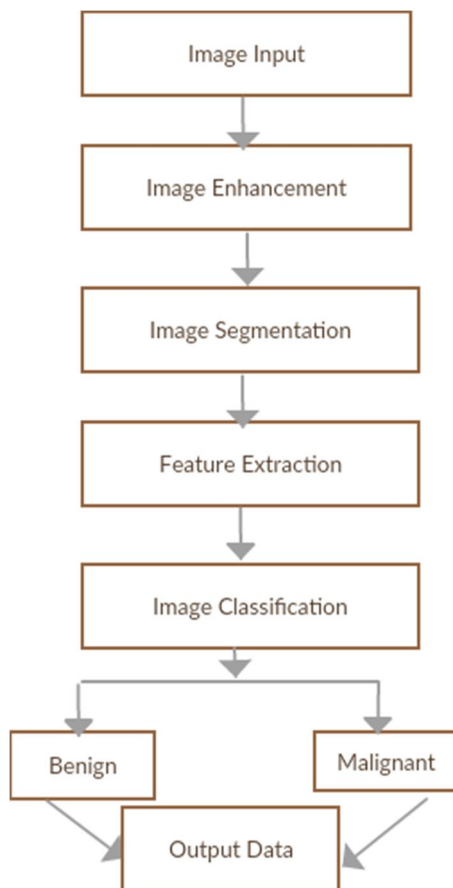 Image Input
Image Enhancement
Image Segmentation
Feature Extraction
Image Classification
Benign
Malignant
Output Data